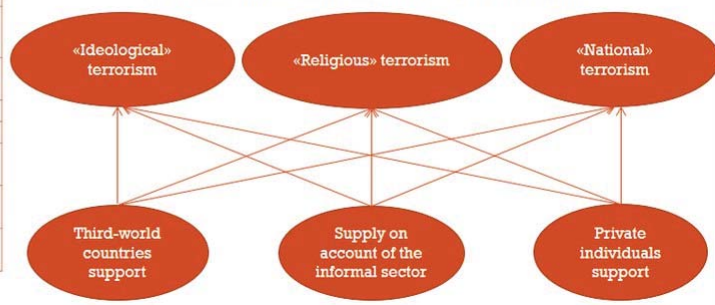 «Ideological»
terrorism
«Religious» terrorism
«National»
terrorism
Third-world
countries
support
Supply on
account of the
informal sector
Private
individuals
support